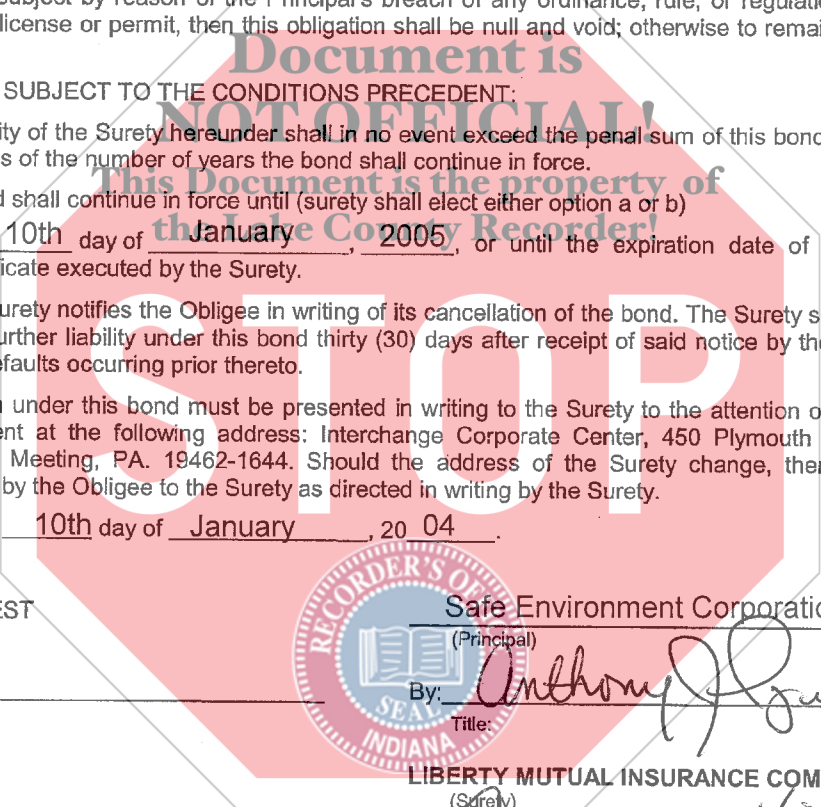 subject by reason of the Principal's breach of any ordinance, rule, or regulati
license or permit, then this obligation shall be null and void; otherwise to remai
Document is
SUBJECT TO THE CONDITIONS PRECEDENT:
NOT OFFICIAL!
ity of the Surety hereunder shall in no event exceed the penal sum of this bond
s of the number of years the bond shall continue in force.
This Document is the property of
d shall continue in force until (surety shall elect either option a or b)
the Lake County Recorder!
10th day of January, 2005, or until the expiration date of
icate executed by the Surety.
urety notifies the Obligee in writing of its cancellation of the bond. The Surety s
urther liability under this bond thirty (30) days after receipt of said notice by the
efaults occurring prior thereto.
STOP
n under this bond must be presented in writing to the Surety to the attention o
ent at the following address: Interchange Corporate Center, 450 Plymouth
Meeting, PA. 19462-1644. Should the address of the Surety change, then
by the Obligee to the Surety as directed in writing by the Surety.
10th day of January, 20 04.
RECORDER'S OFFICE
SEAL
INDIANA
EST
Safe Environment Corporatio
(Principal)
By: Anthony
Title:
LIBERTY MUTUAL INSURANCE COM
(Surety)